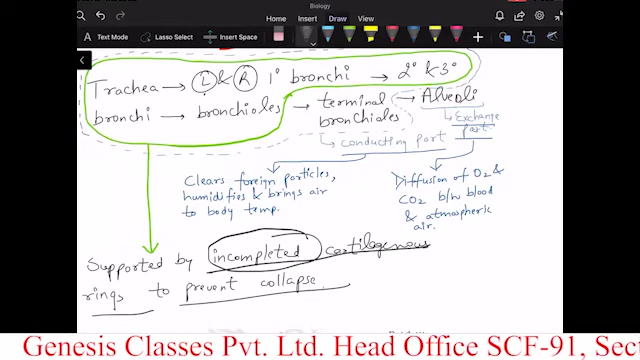 Biology
Home Insert Draw View
Text Mode Lasso Select Insert Space
Trachea → L & R 1° bronchi → 2° & 3°
bronchi → bronchioles → terminal bronchioles → Alveoli
Exchange part
conducting part
Clears foreign particles,
humidifies & brings air
to body temp.
Diffusion of O2 &
CO2 b/w blood
& atmospheric
air.
Supported by incompleted cartilagenous
rings to prevent collapse.
Genesis Classes Pvt. Ltd. Head Office SCF-91, Sec